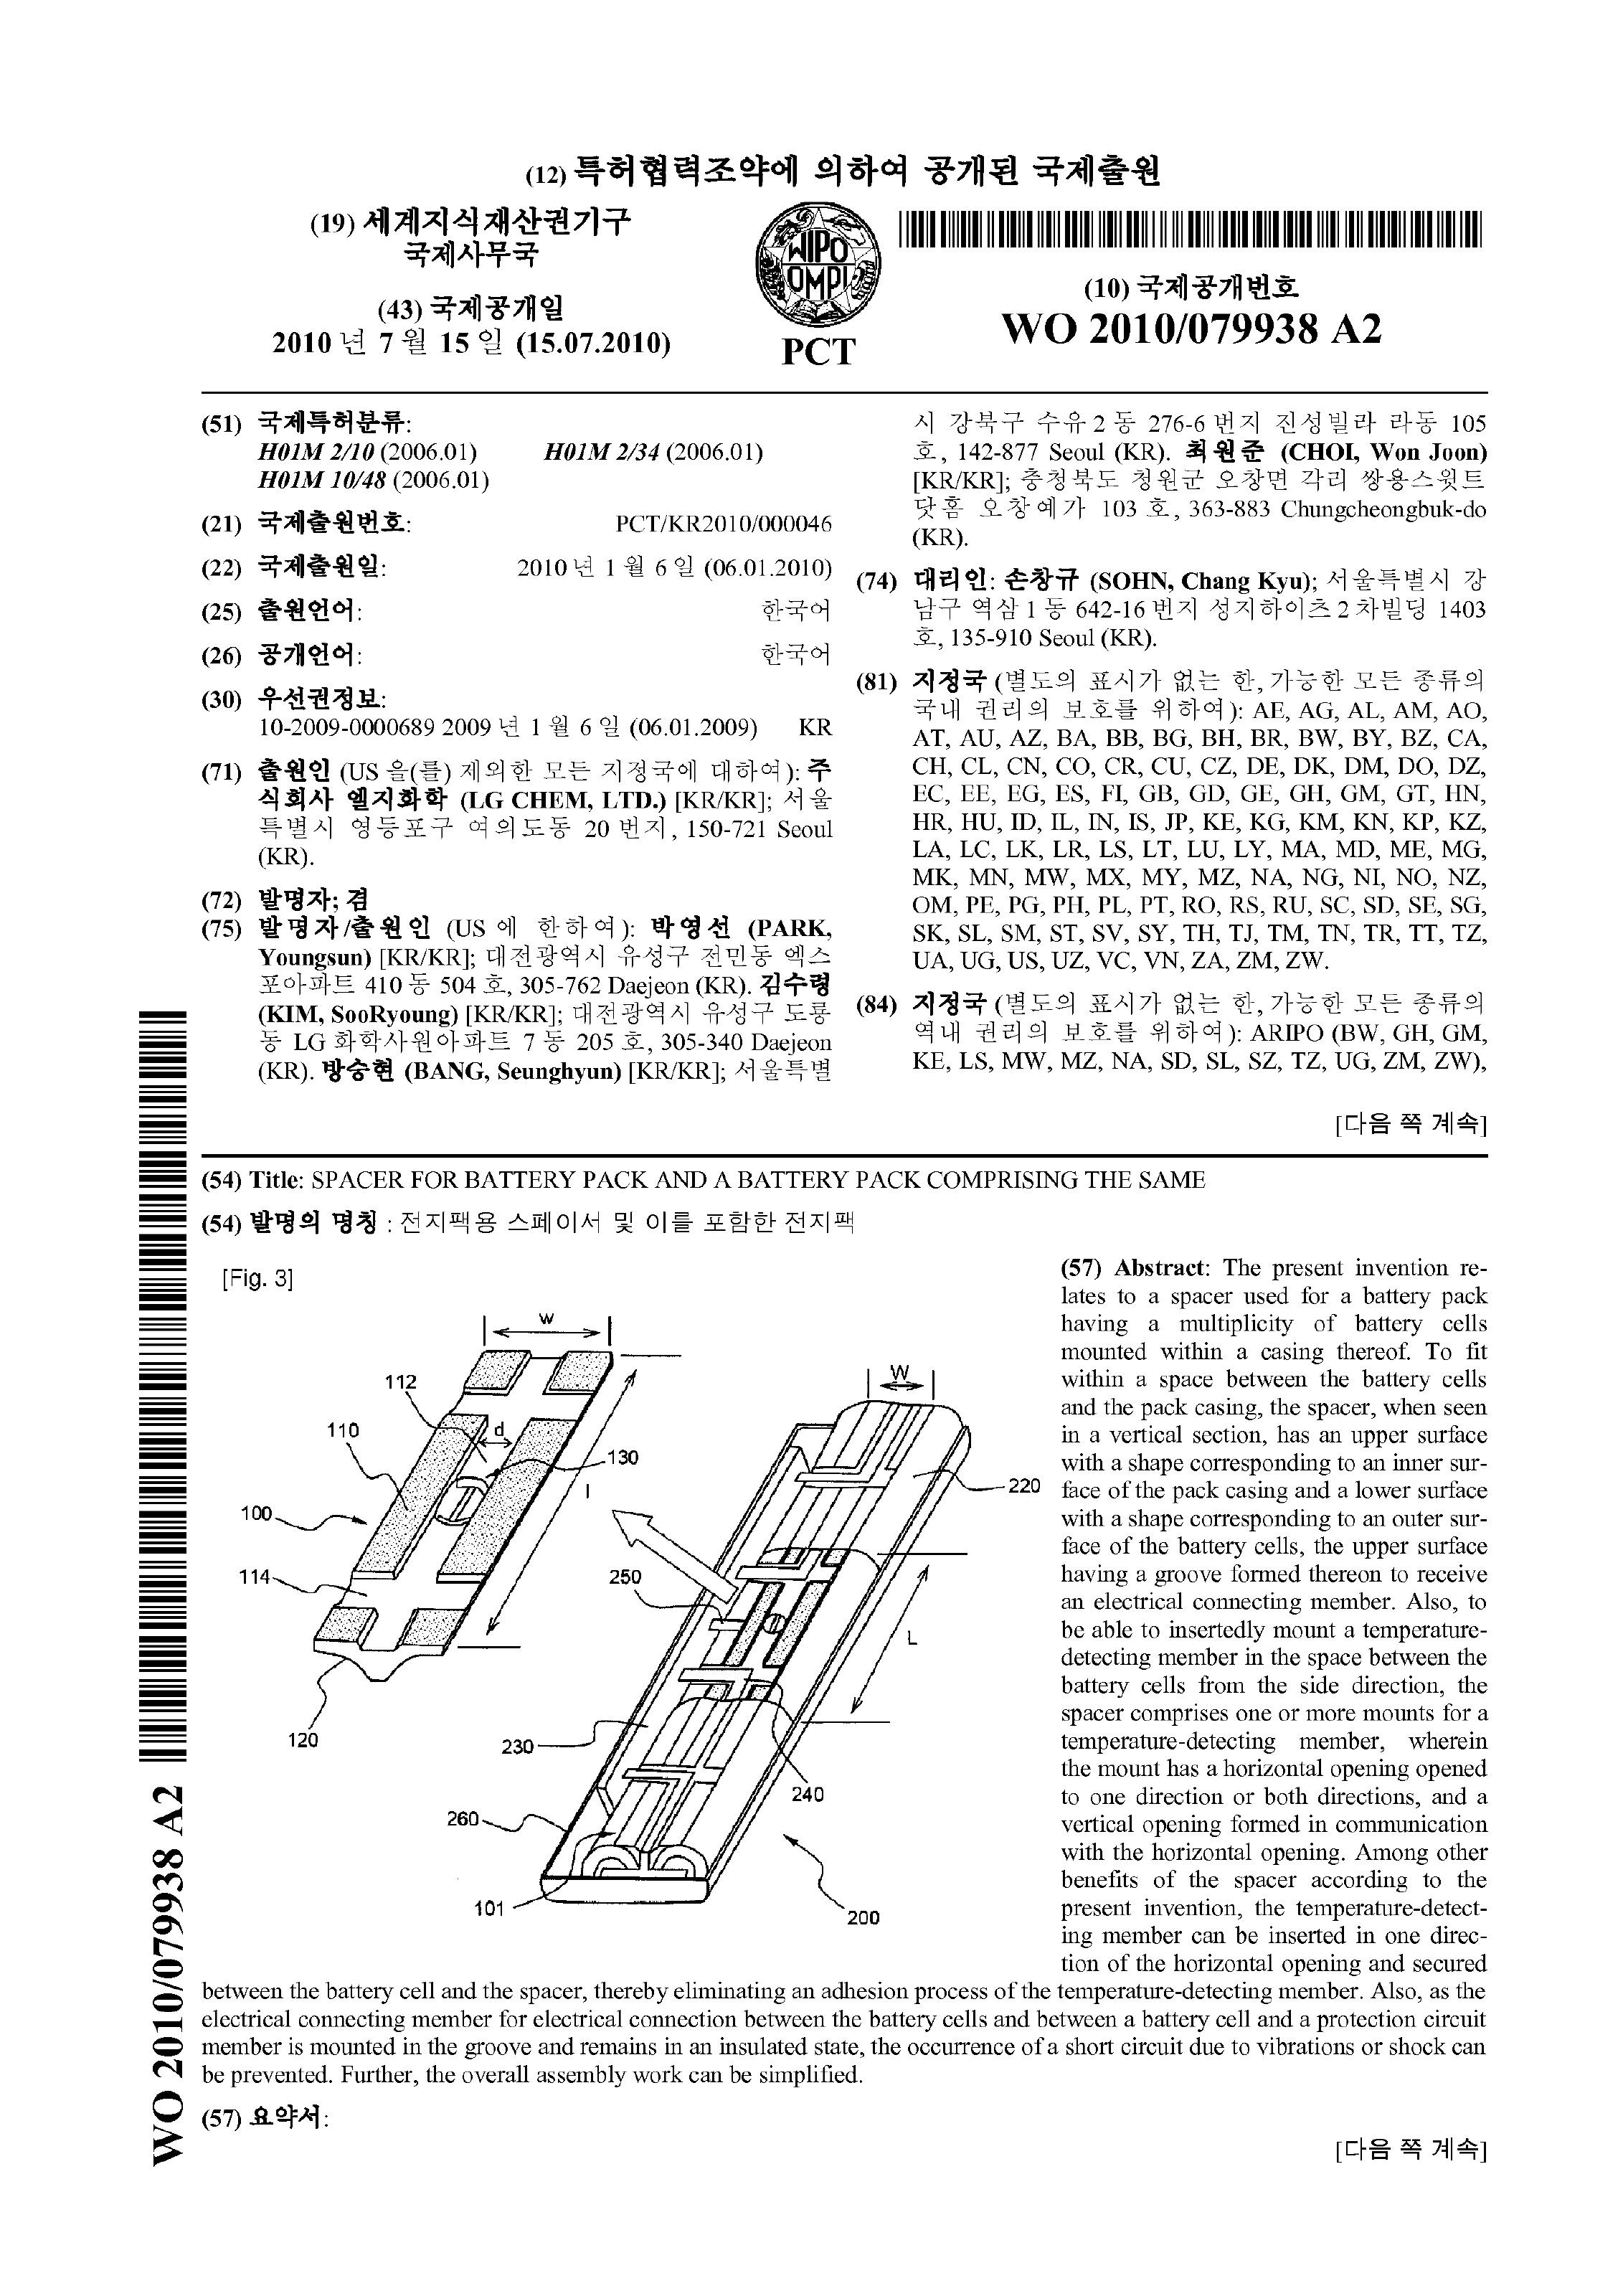 (12) 특허협력조약에 의하여 공개된 국제출원
(19) 세계지식재산권기구
국제사무국
(43) 국제공개일
2010년 7월 15일 (15.07.2010)
WIPO
OMPI
PCT
(10) 국제공개번호
WO 2010/079938 A2
(51) 국제특허분류:
H01M 2/10 (2006.01) H01M 2/34 (2006.01)
H01M 10/48 (2006.01)
(21) 국제출원번호: PCT/KR2010/000046
(22) 국제출원일: 2010년 1월 6일 (06.01.2010)
(25) 출원언어: 한국어
(26) 공개언어: 한국어
(30) 우선권정보:
10-2009-0000689 2009년 1월 6일 (06.01.2009) KR
(71) 출원인 (US을(를) 제외한 모든 지정국에 대하여): 주
식회사 엘지화학 (LG CHEM, LTD.) [KR/KR]; 서울
특별시 영등포구 여의도동 20번지, 150-721 Seoul
(KR).
(72) 발명자; 겸
(75) 발명자/출원인 (US에 한하여): 박영선 (PARK,
Youngsun) [KR/KR]; 대전광역시 유성구 전민동 엑스
포아파트 410동 504호, 305-762 Daejeon (KR). 김수령
(KIM, SooRyoung) [KR/KR]; 대전광역시 유성구 도룡
동 LG화학사원아파트 7동 205호, 305-340 Daejeon
(KR). 방승현 (BANG, Seunghyun) [KR/KR]; 서울특별
시 강북구 수유2동 276-6번지 진성빌라 라동 105
호, 142-877 Seoul (KR). 최원준 (CHOI, Won Joon)
[KR/KR]; 충청북도 청원군 오창면 각리 쌍용스윗트
닷홈 오창예가 103호, 363-883 Chungcheongbuk-do
(KR).
(74) 대리인: 손창규 (SOHN, Chang Kyu); 서울특별시 강
남구 역삼1동 642-16번지 성지하이츠2차빌딩 1403
호, 135-910 Seoul (KR).
(81) 지정국 (별도의 표시가 없는 한, 가능한 모든 종류의
국내 권리의 보호를 위하여): AE, AG, AL, AM, AO,
AT, AU, AZ, BA, BB, BG, BH, BR, BW, BY, BZ, CA,
CH, CL, CN, CO, CR, CU, CZ, DE, DK, DM, DO, DZ,
EC, EE, EG, ES, FI, GB, GD, GE, GH, GM, GT, HN,
HR, HU, ID, IL, IN, IS, JP, KE, KG, KM, KN, KP, KZ,
LA, LC, LK, LR, LS, LT, LU, LY, MA, MD, ME, MG,
MK, MN, MW, MX, MY, MZ, NA, NG, NI, NO, NZ,
OM, PE, PG, PH, PL, PT, RO, RS, RU, SC, SD, SE, SG,
SK, SL, SM, ST, SV, SY, TH, TJ, TM, TN, TR, TT, TZ,
UA, UG, US, UZ, VC, VN, ZA, ZM, ZW.
(84) 지정국 (별도의 표시가 없는 한, 가능한 모든 종류의
역내 권리의 보호를 위하여): ARIPO (BW, GH, GM,
KE, LS, MW, MZ, NA, SD, SL, SZ, TZ, UG, ZM, ZW),
[다음 쪽 계속]
(54) Title: SPACER FOR BATTERY PACK AND A BATTERY PACK COMPRISING THE SAME
(54) 발명의 명칭 : 전지팩용 스페이서 및 이를 포함한 전지팩
[Fig. 3]
W
112
W
110
d
130
220
l
100
114
250
L
120
230
240
260
101
200
(57) Abstract: The present invention re-
lates to a spacer used for a battery pack
having a multiplicity of battery cells
mounted within a casing thereof. To fit
within a space between the battery cells
and the pack casing, the spacer, when seen
in a vertical section, has an upper surface
with a shape corresponding to an inner sur-
face of the pack casing and a lower surface
with a shape corresponding to an outer sur-
face of the battery cells, the upper surface
having a groove formed thereon to receive
an electrical connecting member. Also, to
be able to insertedly mount a temperature-
detecting member in the space between the
battery cells from the side direction, the
spacer comprises one or more mounts for a
temperature-detecting member, wherein
the mount has a horizontal opening opened
to one direction or both directions, and a
vertical opening formed in communication
with the horizontal opening. Among other
benefits of the spacer according to the
present invention, the temperature-detect-
ing member can be inserted in one direc-
tion of the horizontal opening and secured
between the battery cell and the spacer, thereby eliminating an adhesion process of the temperature-detecting member. Also, as the
electrical connecting member for electrical connection between the battery cells and between a battery cell and a protection circuit
member is mounted in the groove and remains in an insulated state, the occurrence of a short circuit due to vibrations or shock can
be prevented. Further, the overall assembly work can be simplified.
(57) 요약서:
[다음 쪽 계속]
WO 2010/079938 A2